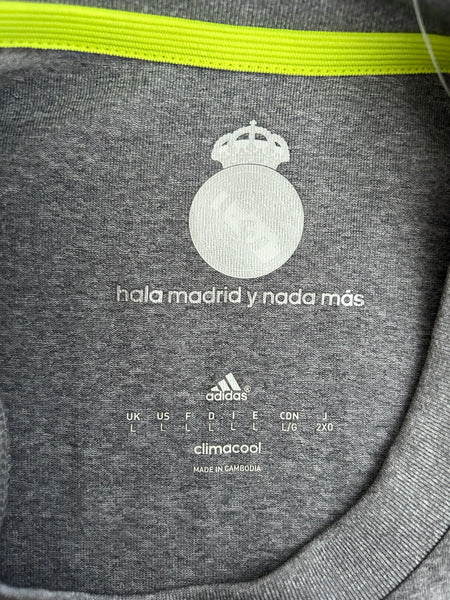 hala madrid y nada más
adidas®
UK US F D I E CDN J
L L L L L L L/G 2XO
climacool
MADE IN CAMBODIA